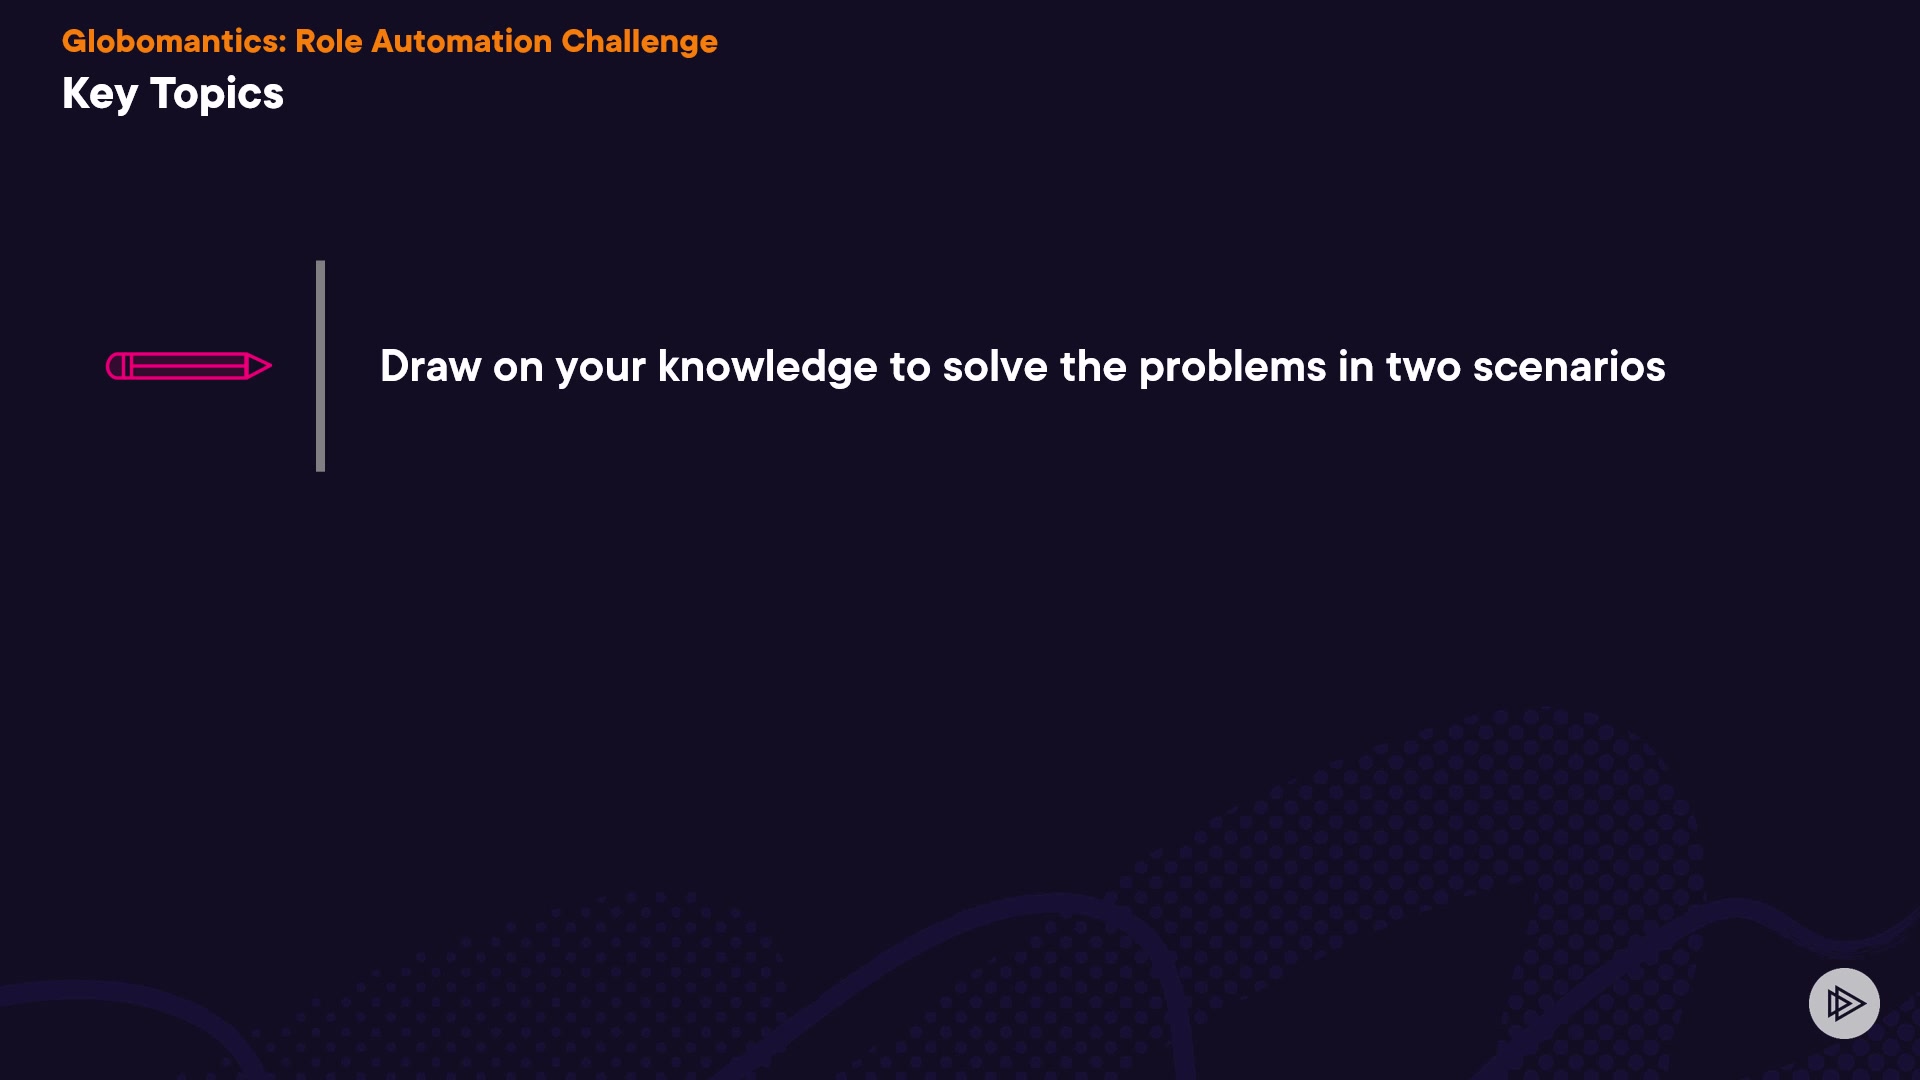 Globomantics: Role Automation Challenge
Key Topics
Draw on your knowledge to solve the problems in two scenarios